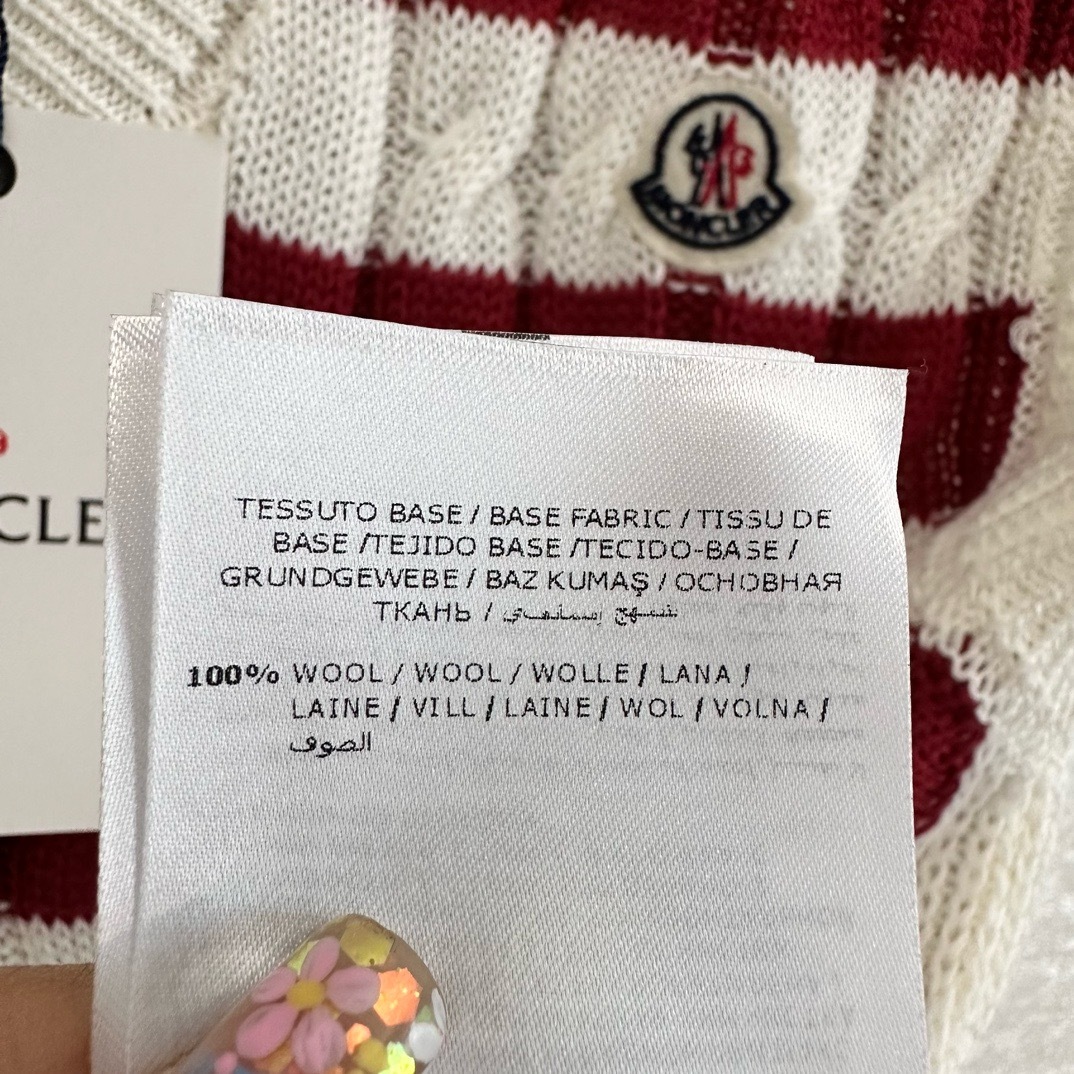 MONCLER
CLE
TESSUTO BASE / BASE FABRIC / TISSU DE
BASE /TEJIDO BASE /TECIDO-BASE /
GRUNDGEWEBE / BAZ KUMAŞ / ОСНОВНАЯ
ТКАНЬ /
100% WOOL / WOOL / WOLLE / LANA /
LAINE / VILL / LAINE / WOL / VOLNA /
الصوف